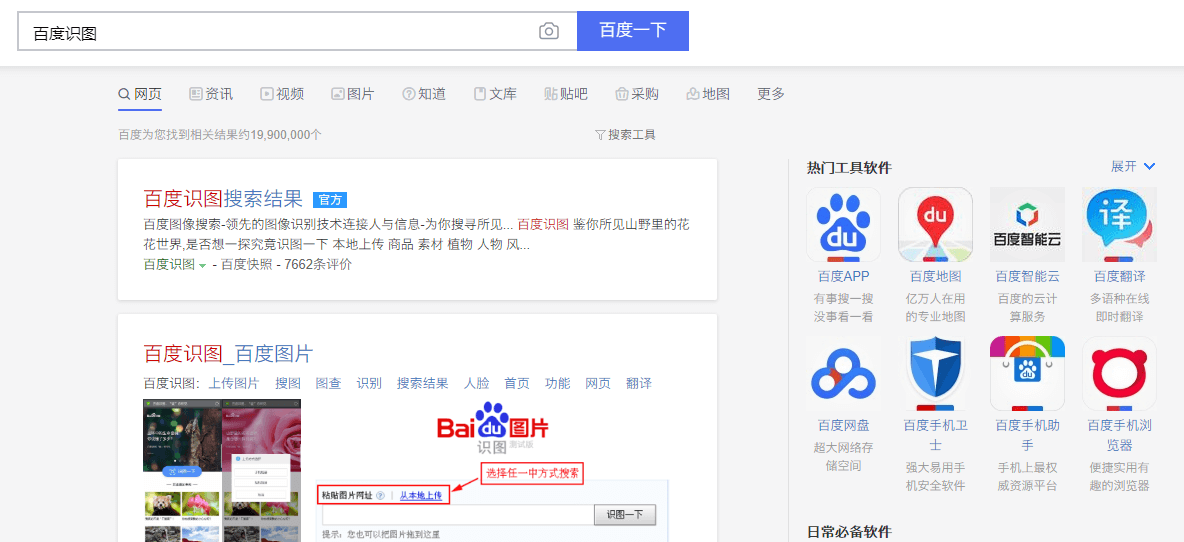 百度识图
百度一下
网页 资讯 视频 图片 知道 文库 贴吧 采购 地图 更多
百度为您找到相关结果约19,900,000个
搜索工具
百度识图搜索结果 官方
百度图像搜索-领先的图像识别技术连接人与信息-为你搜寻所见... 百度识图 鉴你所见山野里的花
花世界,是否想一探究竟识图一下 本地上传 商品 素材 植物 人物 风...
百度识图 - 百度快照 - 7662条评价
百度识图_百度图片
百度识图: 上传图片 搜图 图查 识别 搜索结果 人脸 首页 功能 网页 翻译
Bai du 图片
识图 测试版
选择任一中方式搜索
粘贴图片网址 ? | 从本地上传
识图一下
提示: 您也可以把图片拖到这里
热门工具软件 展开
du
du
百度智能云
译
百度APP 百度地图 百度智能云 百度翻译
有事搜一搜
没事看一看
亿万人在用
的专业地图
百度的云计
算服务
多语种在线
即时翻译
百度网盘
超大网络存
储空间
百度手机卫
士
强大易用手
机安全软件
du
百度手机助
手
手机上最权
威资源平台
百度手机浏
览器
便捷实用有
趣的浏览器
日常必备软件